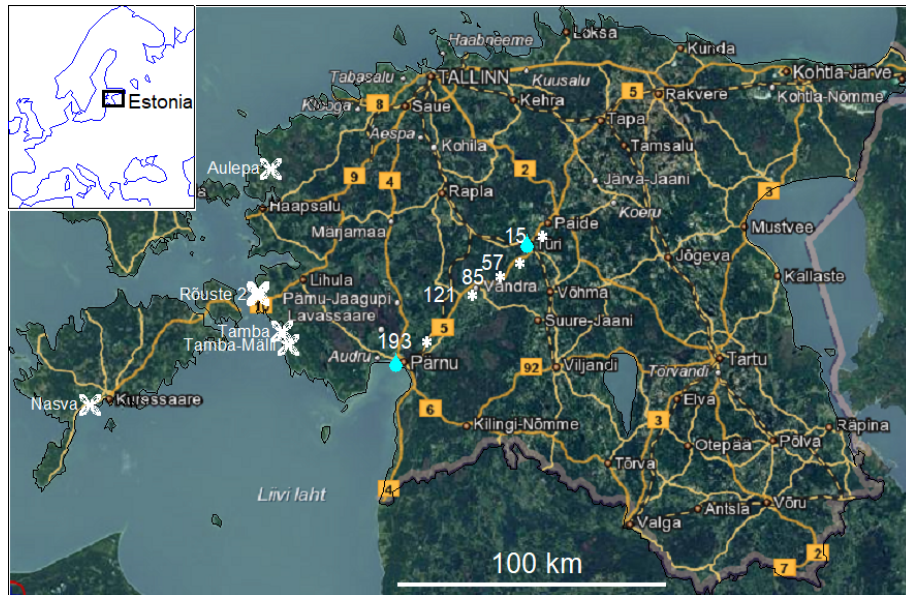 Estonia
Haabneeme
Loksa
Kunda
Tabasalu
TALLINN
Kuusalu
Kohtla-Järve
Kohtla-Nõmme
Kehra
5
Rakvere
8
Saue
Aespa
Tapa
Kohila
Tamsalu
Aulepa
9
4
2
Järva-Jaani
3
Rapla
Koeru
Haapsalu
Märjamaa
Paide
Mustvee
15
Türi
Jõgeva
57
Kallaste
Lihula
85
Vändra
Rõuste 2
121
Võhma
Pärnu-Jaagupi
Lavassaare
Suure-Jaani
Tamba
5
Tamba-Mäli
193
Audru
Pärnu
92
Viljandi
Tartu
Tõrvandi
Nasva
Kuressaare
6
Elva
3
Kilingi-Nõmme
Räpina
Otepää
Põlva
Tõrva
Liivi laht
4
Antsla
Võru
Valga
2
7
100 km